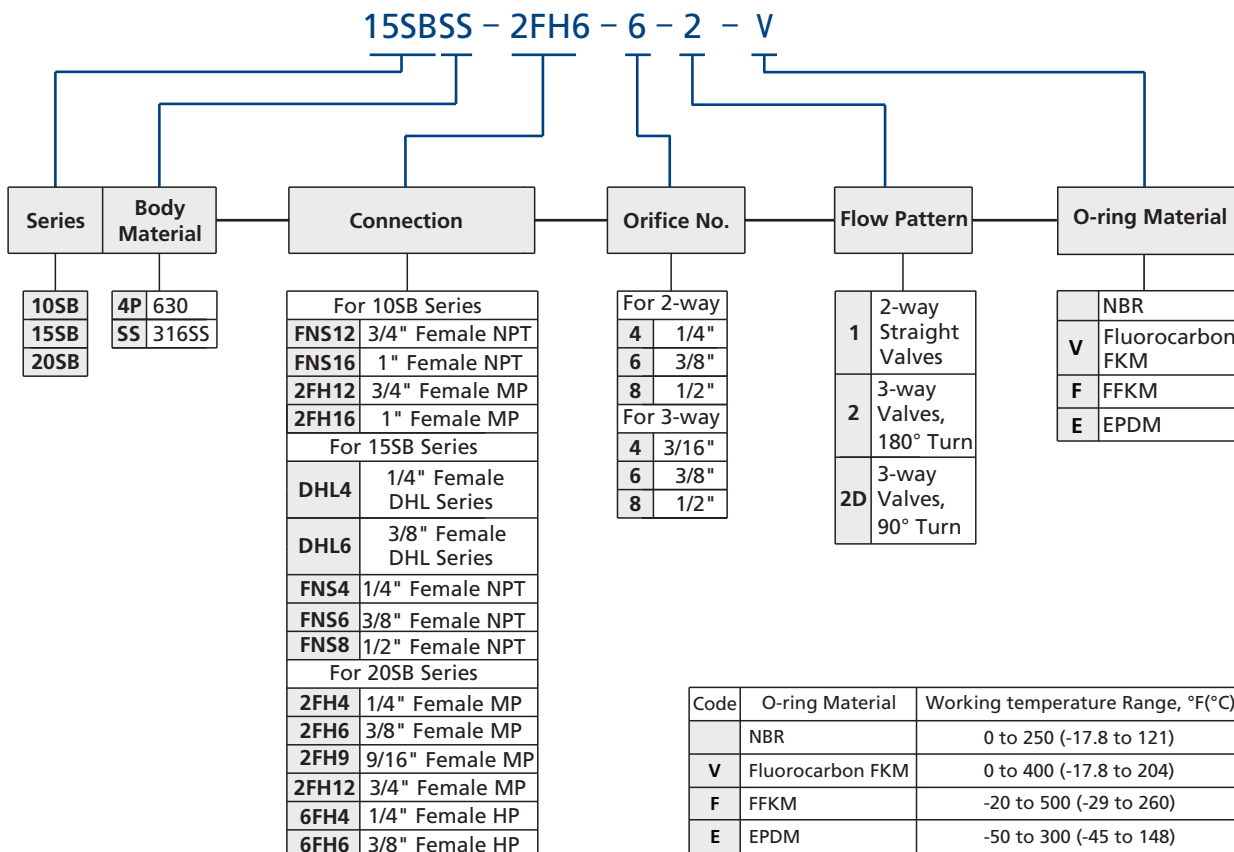 15SBSS – 2FH6 – 6 – 2 – V
Series
Body
Material
Connection
Orifice No.
Flow Pattern
O-ring Material
10SB
15SB
20SB
4P 630
SS 316SS
For 10SB Series
FNS12 3/4" Female NPT
FNS16 1" Female NPT
2FH12 3/4" Female MP
2FH16 1" Female MP
For 15SB Series
DHL4 1/4" Female
DHL Series
DHL6 3/8" Female
DHL Series
FNS4 1/4" Female NPT
FNS6 3/8" Female NPT
FNS8 1/2" Female NPT
For 20SB Series
2FH4 1/4" Female MP
2FH6 3/8" Female MP
2FH9 9/16" Female MP
2FH12 3/4" Female MP
6FH4 1/4" Female HP
6FH6 3/8" Female HP
For 2-way
4 1/4"
6 3/8"
8 1/2"
For 3-way
4 3/16"
6 3/8"
8 1/2"
1 2-way
Straight
Valves
2 3-way
Valves,
180° Turn
2D 3-way
Valves,
90° Turn
NBR
V Fluorocarbon
FKM
F FFKM
E EPDM
Code O-ring Material Working temperature Range, °F(°C)
NBR 0 to 250 (-17.8 to 121)
V Fluorocarbon FKM 0 to 400 (-17.8 to 204)
F FFKM -20 to 500 (-29 to 260)
E EPDM -50 to 300 (-45 to 148)